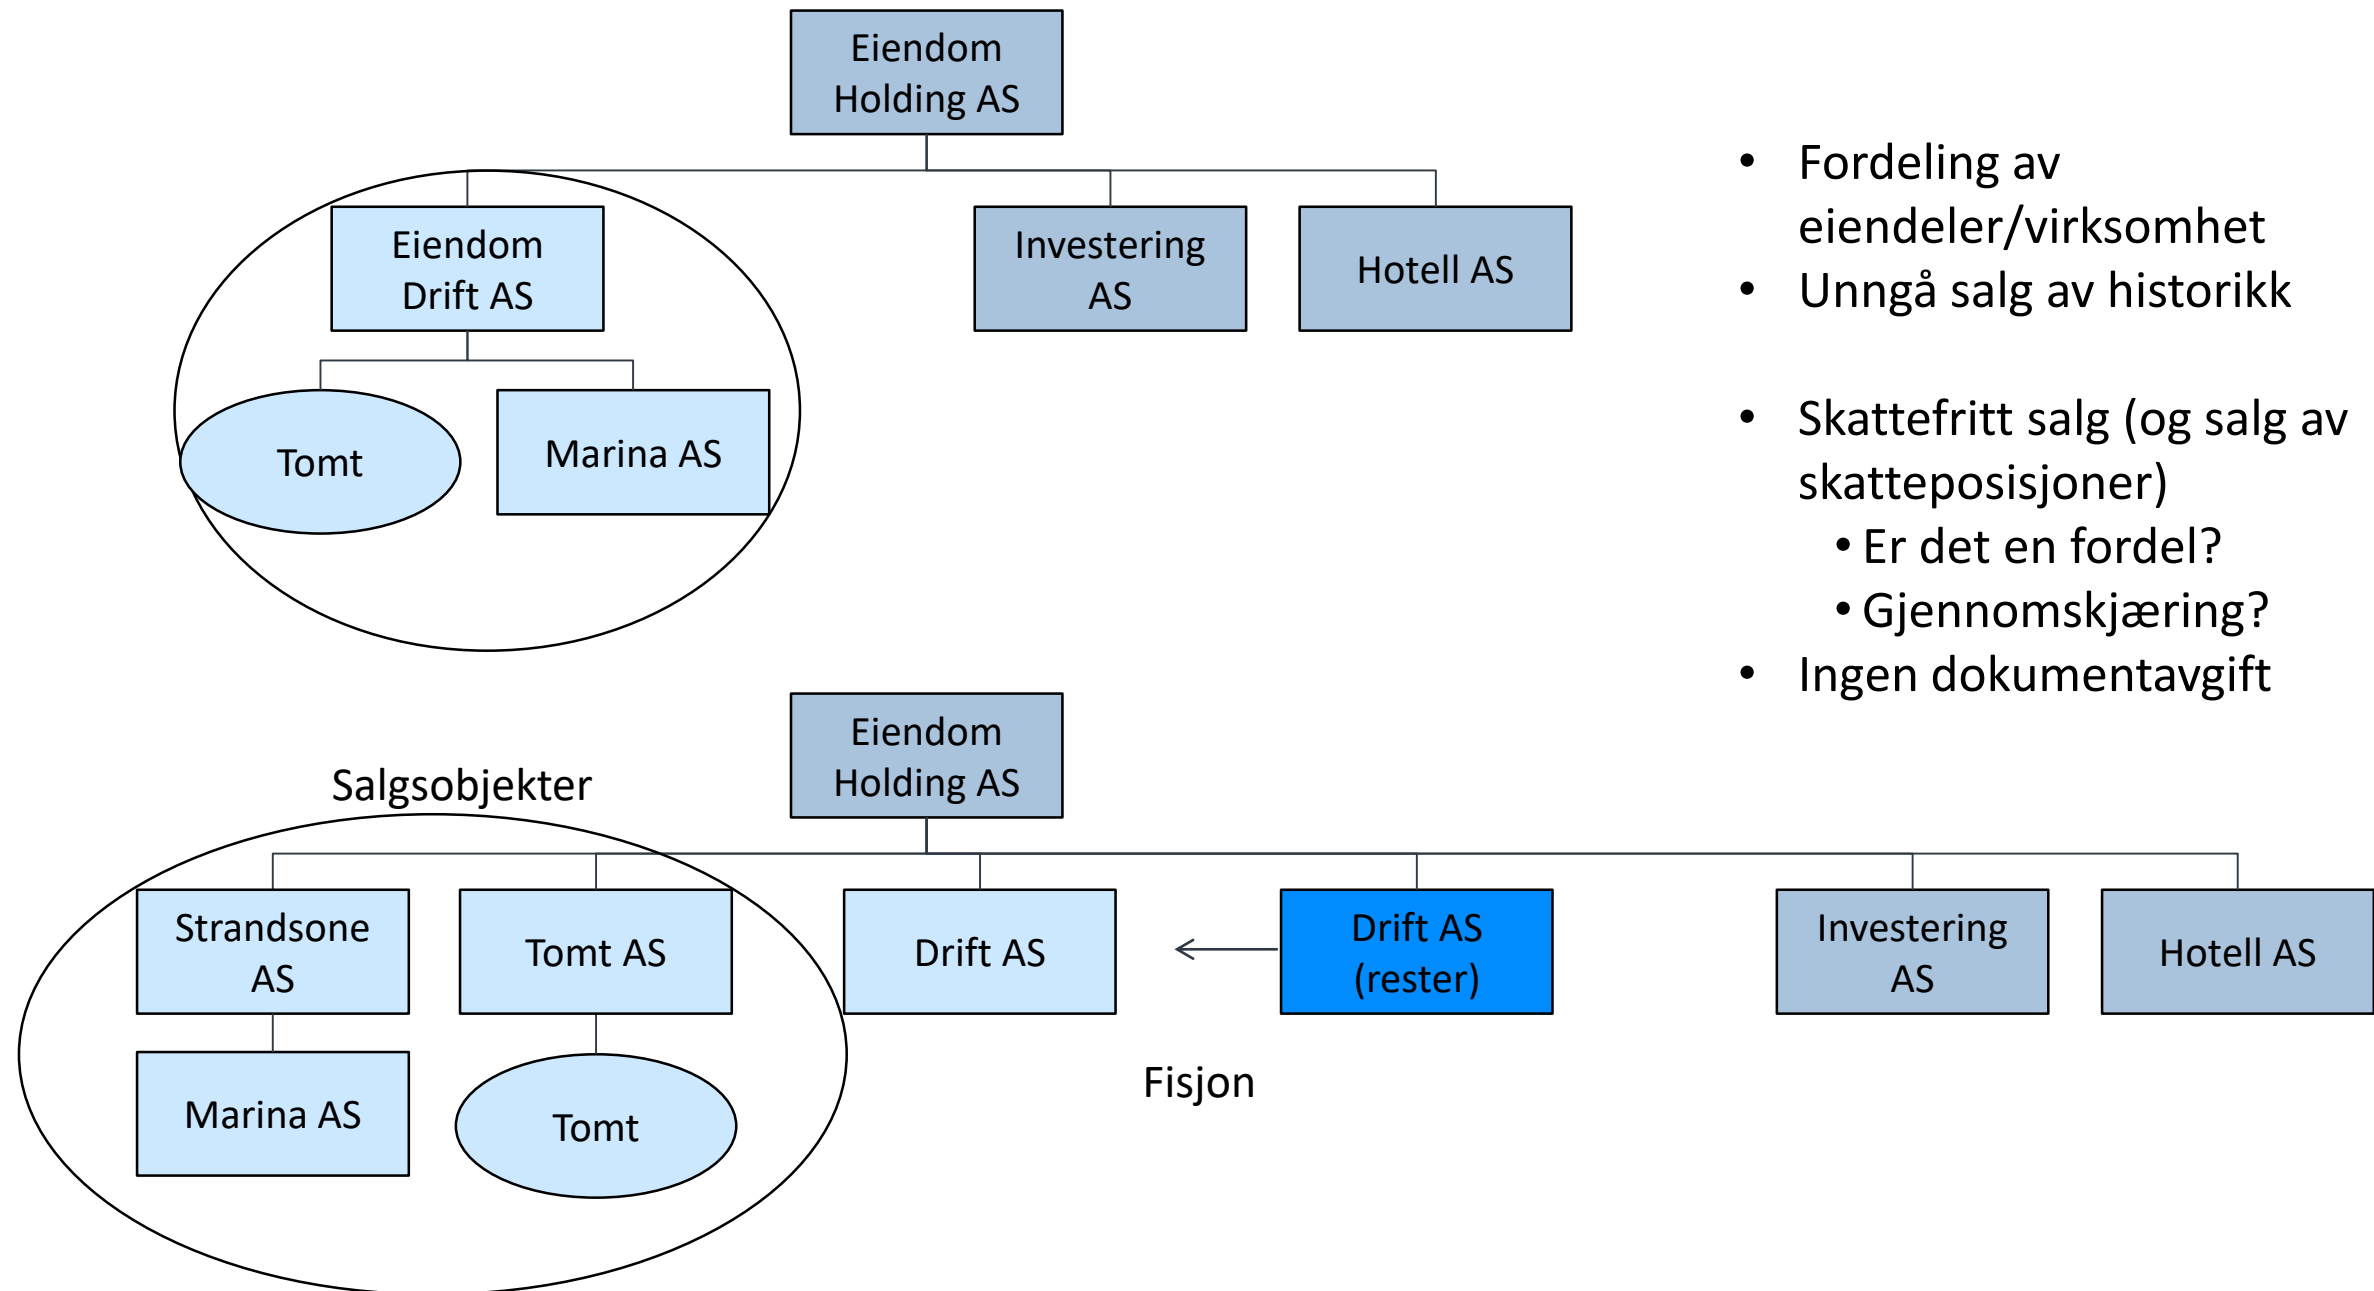 Eiendom
Holding AS
Eiendom
Drift AS
Investering
AS
Hotell AS
Tomt
Marina AS
• Fordeling av
eiendeler/virksomhet
• Unngå salg av historikk
• Skattefritt salg (og salg av
skatteposisjoner)
• Er det en fordel?
• Gjennomskjæring?
• Ingen dokumentavgift
Eiendom
Holding AS
Salgsobjekter
Strandsone
AS
Tomt AS
Drift AS
Drift AS
(rester)
Investering
AS
Hotell AS
Marina AS
Tomt
Fisjon